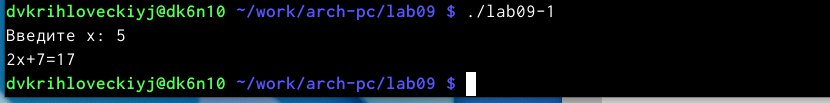 dvkrihloveckiyj@dk6n10 ~/work/arch-pc/lab09 $ ./lab09-1
Введите x: 5
2x+7=17
dvkrihloveckiyj@dk6n10 ~/work/arch-pc/lab09 $